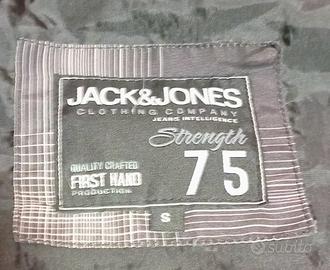 JACK&JONES
CLOTHING COMPANY
JEANS INTELLIGENCE
Strength
75
QUALITY CRAFTED
FIRST HAND
PRODUCTION.
S
subito